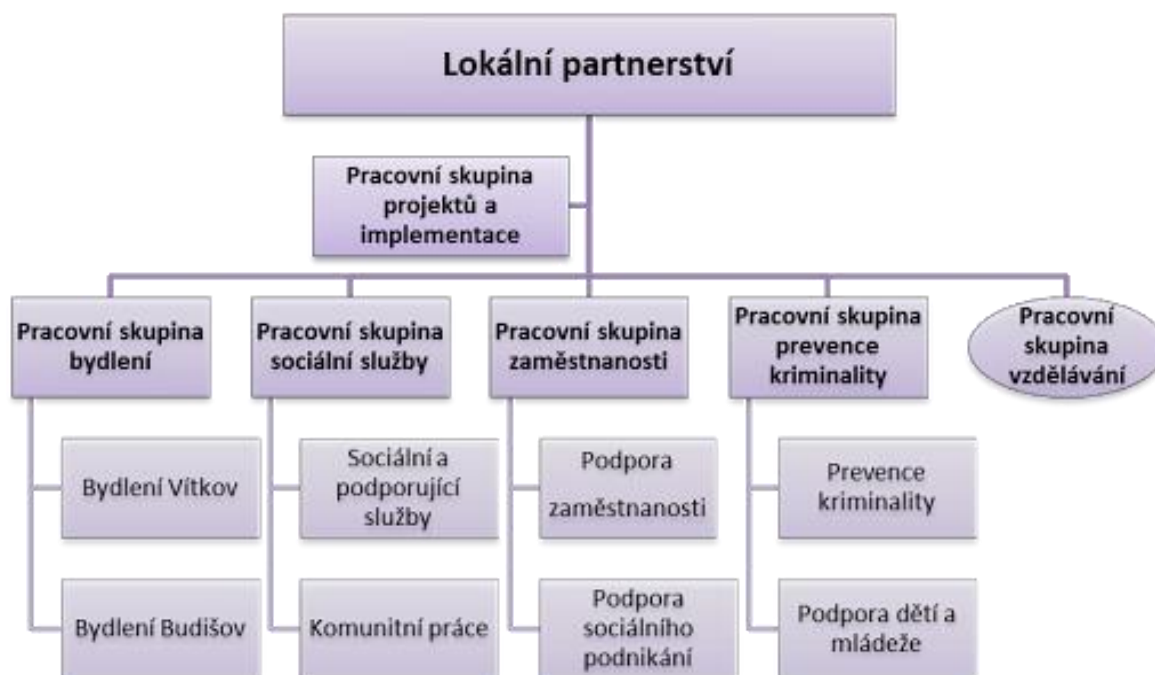 Lokální partnerství
Pracovní skupina
projektů a
implementace
Pracovní skupina
bydlení
Pracovní skupina
sociální služby
Pracovní skupina
zaměstnanosti
Pracovní skupina
prevence
kriminality
Pracovní
skupina
vzdělávání
Bydlení Vítkov
Sociální a
podporující
služby
Podpora
zaměstnanosti
Prevence
kriminality
Bydlení Budišov
Komunitní práce
Podpora
sociálního
podnikání
Podpora dětí a
mládeže